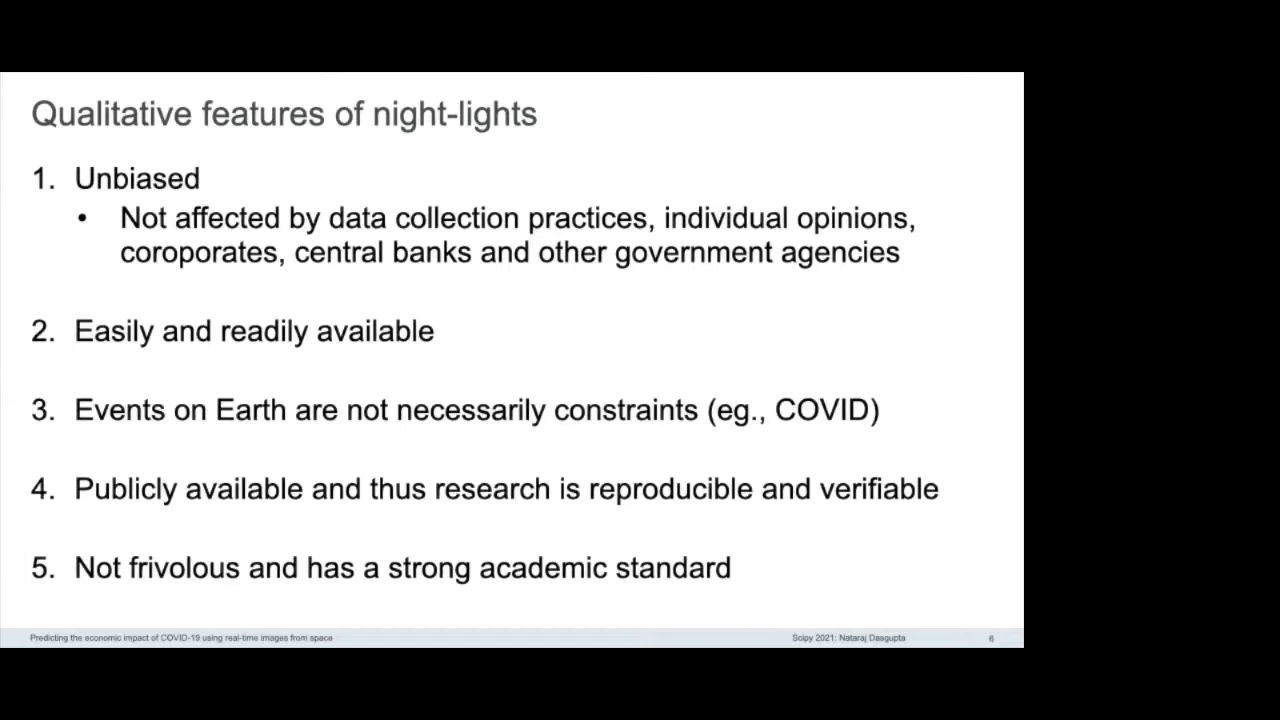 Qualitative features of night-lights
1. Unbiased
• Not affected by data collection practices, individual opinions,
coroporates, central banks and other government agencies
2. Easily and readily available
3. Events on Earth are not necessarily constraints (eg., COVID)
4. Publicly available and thus research is reproducible and verifiable
5. Not frivolous and has a strong academic standard
Predicting the economic impact of COVID-19 using real-time images from space
Scipy 2021: Nataraj Dasgupta
6